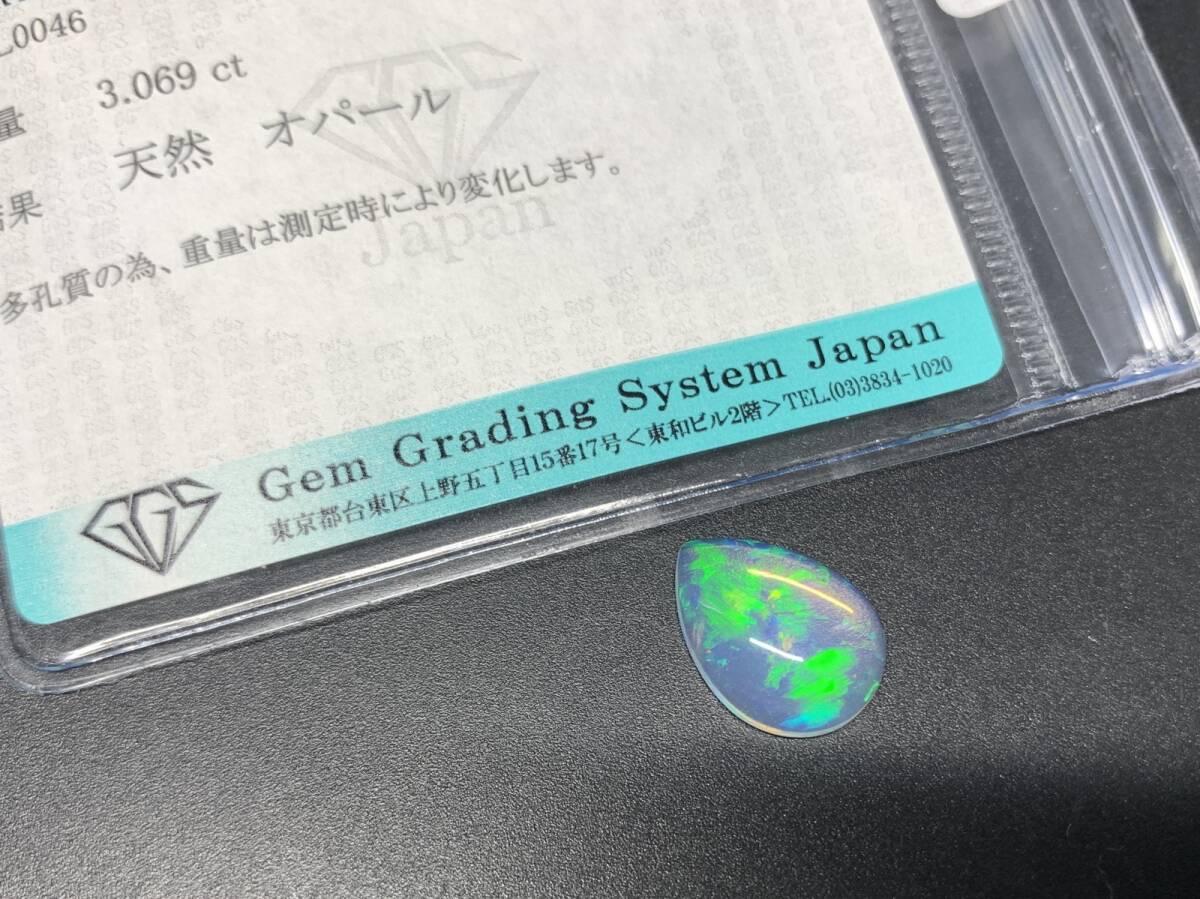 L0046
量 3.069 ct
結果 天然 オパール
多孔質の為、重量は測定時により変化します。
Japan
Gem Grading System Japan
GGS
東京都台東区上野五丁目15番17号<東和ビル2階>TEL.(03)3834-1020